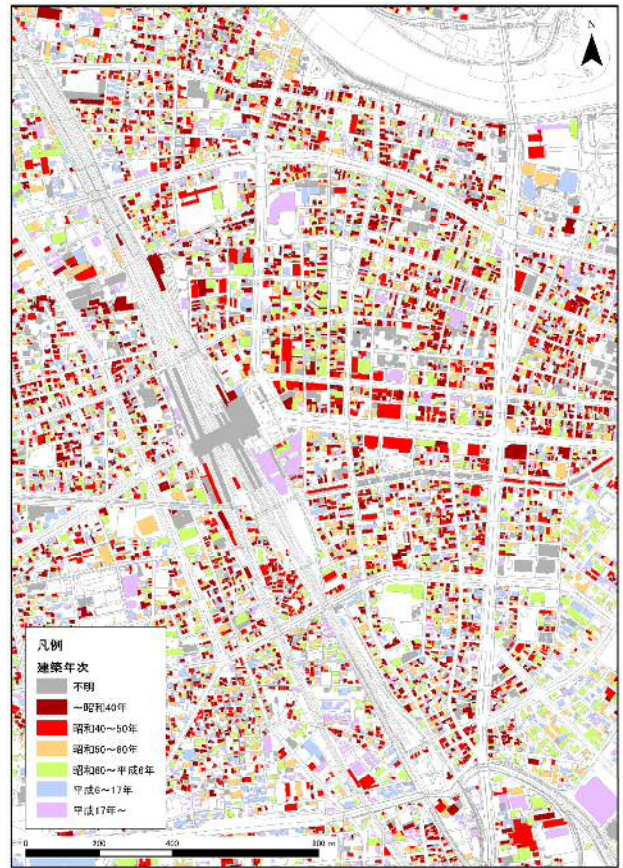 N
凡例
建築年次
不明
～昭和40年
昭和40～50年
昭和50～60年
昭和60～平成6年
平成6～17年
平成17年～
0 200 400 800 m